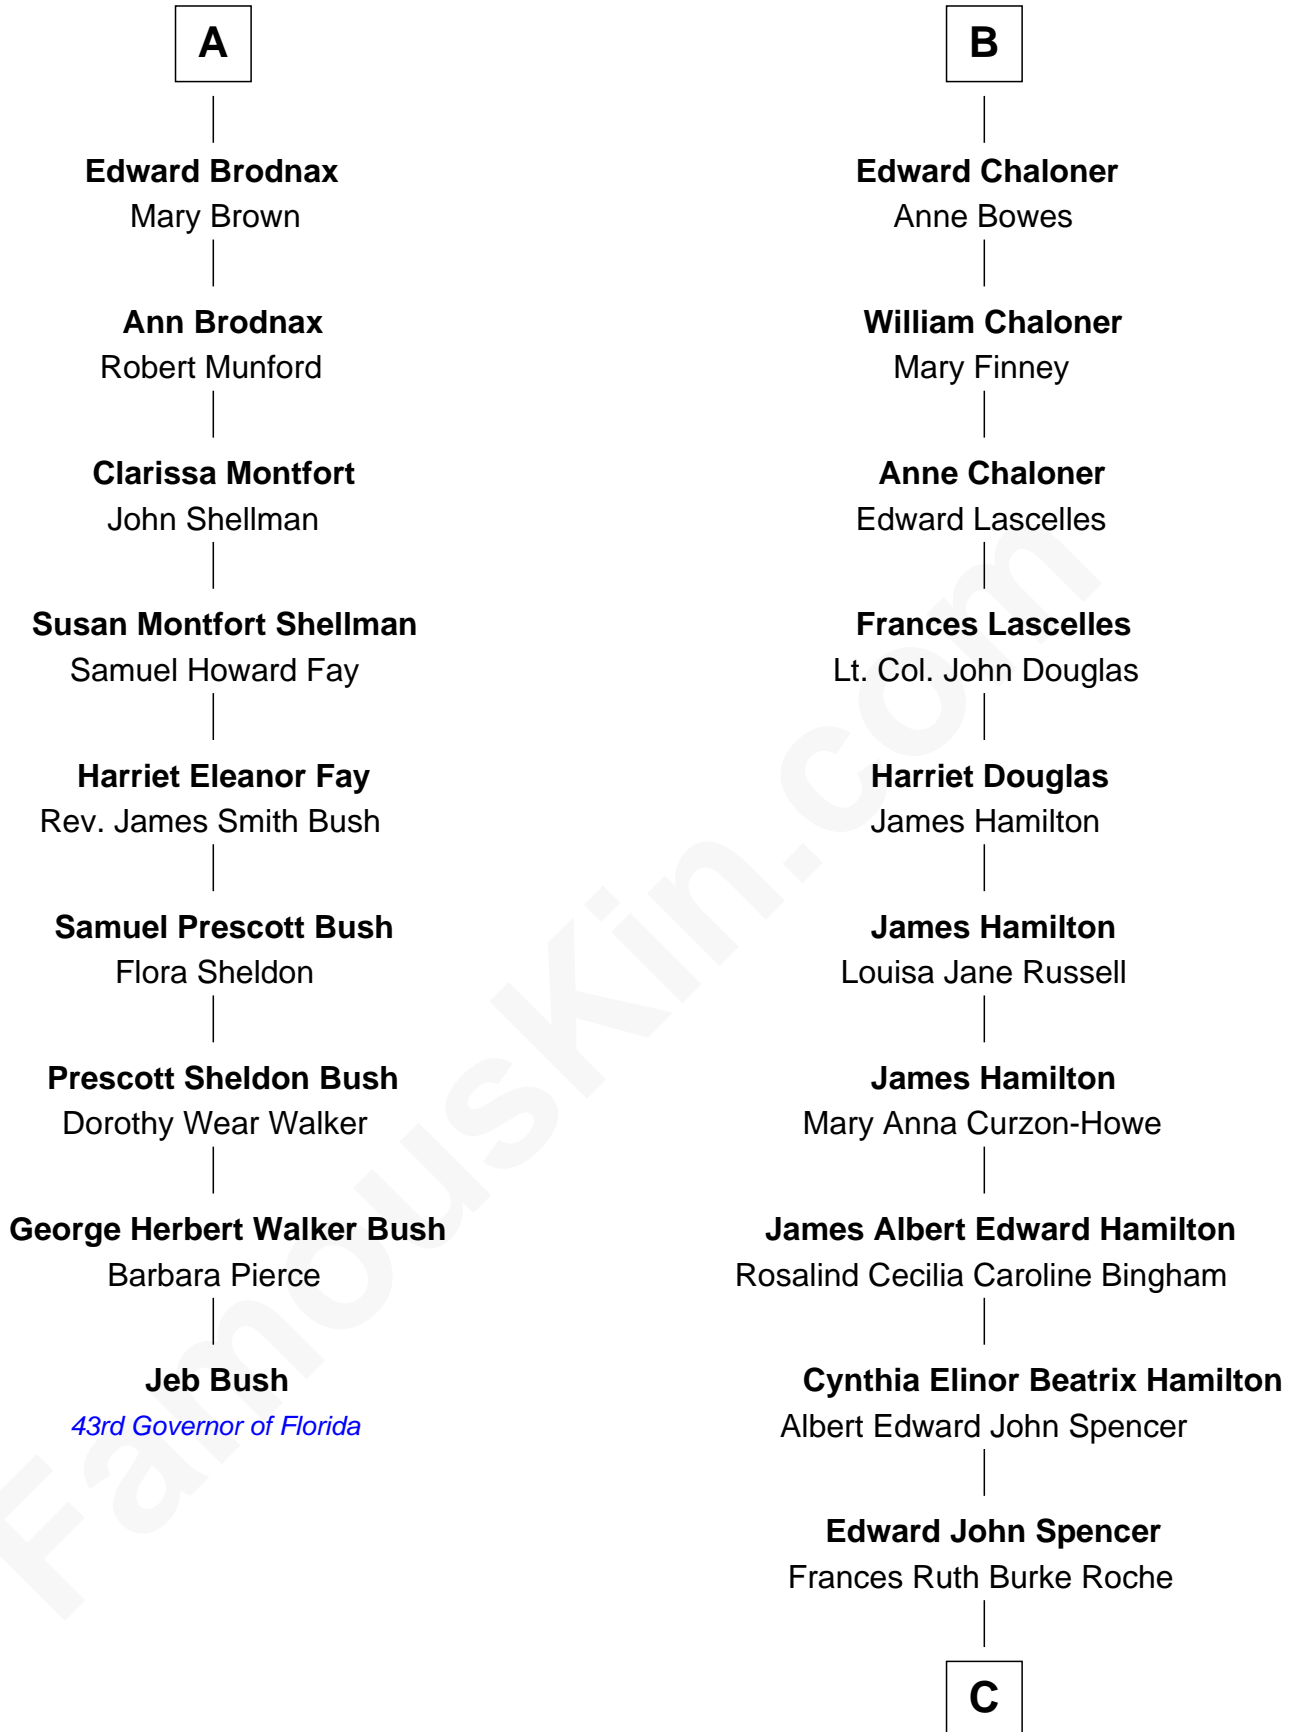 A
Edward Brodnax
Mary Brown
Ann Brodnax
Robert Munford
Clarissa Montfort
John Shellman
Susan Montfort Shellman
Samuel Howard Fay
Harriet Eleanor Fay
Rev. James Smith Bush
Samuel Prescott Bush
Flora Sheldon
Prescott Sheldon Bush
Dorothy Wear Walker
George Herbert Walker Bush
Barbara Pierce
Jeb Bush
43rd Governor of Florida
B
Edward Chaloner
Anne Bowes
William Chaloner
Mary Finney
Anne Chaloner
Edward Lascelles
Frances Lascelles
Lt. Col. John Douglas
Harriet Douglas
James Hamilton
James Hamilton
Louisa Jane Russell
James Hamilton
Mary Anna Curzon-Howe
James Albert Edward Hamilton
Rosalind Cecilia Caroline Bingham
Cynthia Elinor Beatrix Hamilton
Albert Edward John Spencer
Edward John Spencer
Frances Ruth Burke Roche
C
FamousKin.com